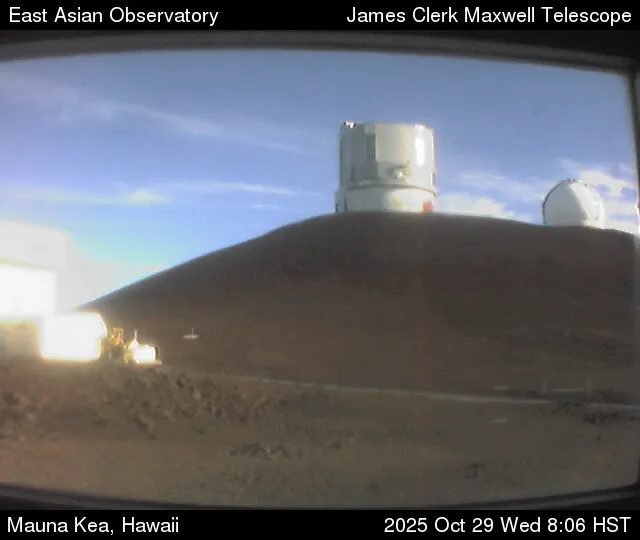 East Asian Observatory
James Clerk Maxwell Telescope
Mauna Kea, Hawaii
2025 Oct 29 Wed 8:06 HST